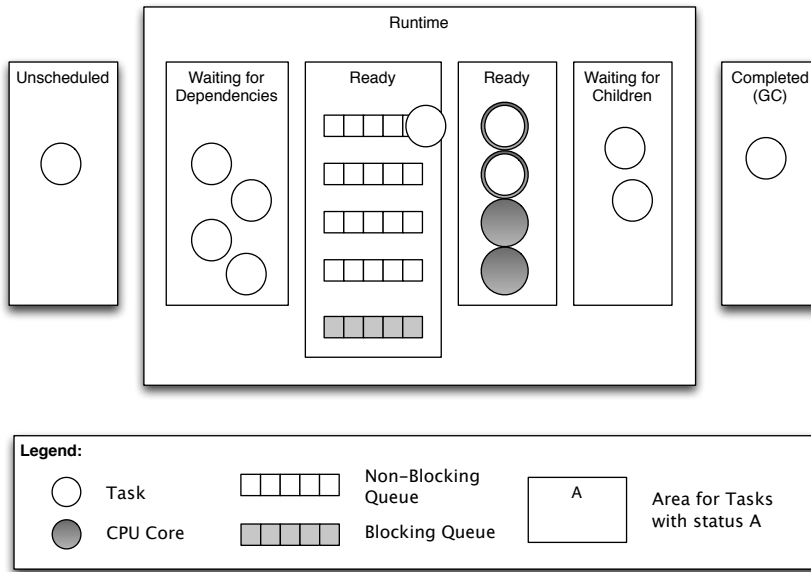 Runtime
Unscheduled
Waiting for
Dependencies
Ready
Ready
Waiting for
Children
Completed
(GC)
Legend:
Task
CPU Core
Non-Blocking
Queue
Blocking Queue
A
Area for Tasks
with status A